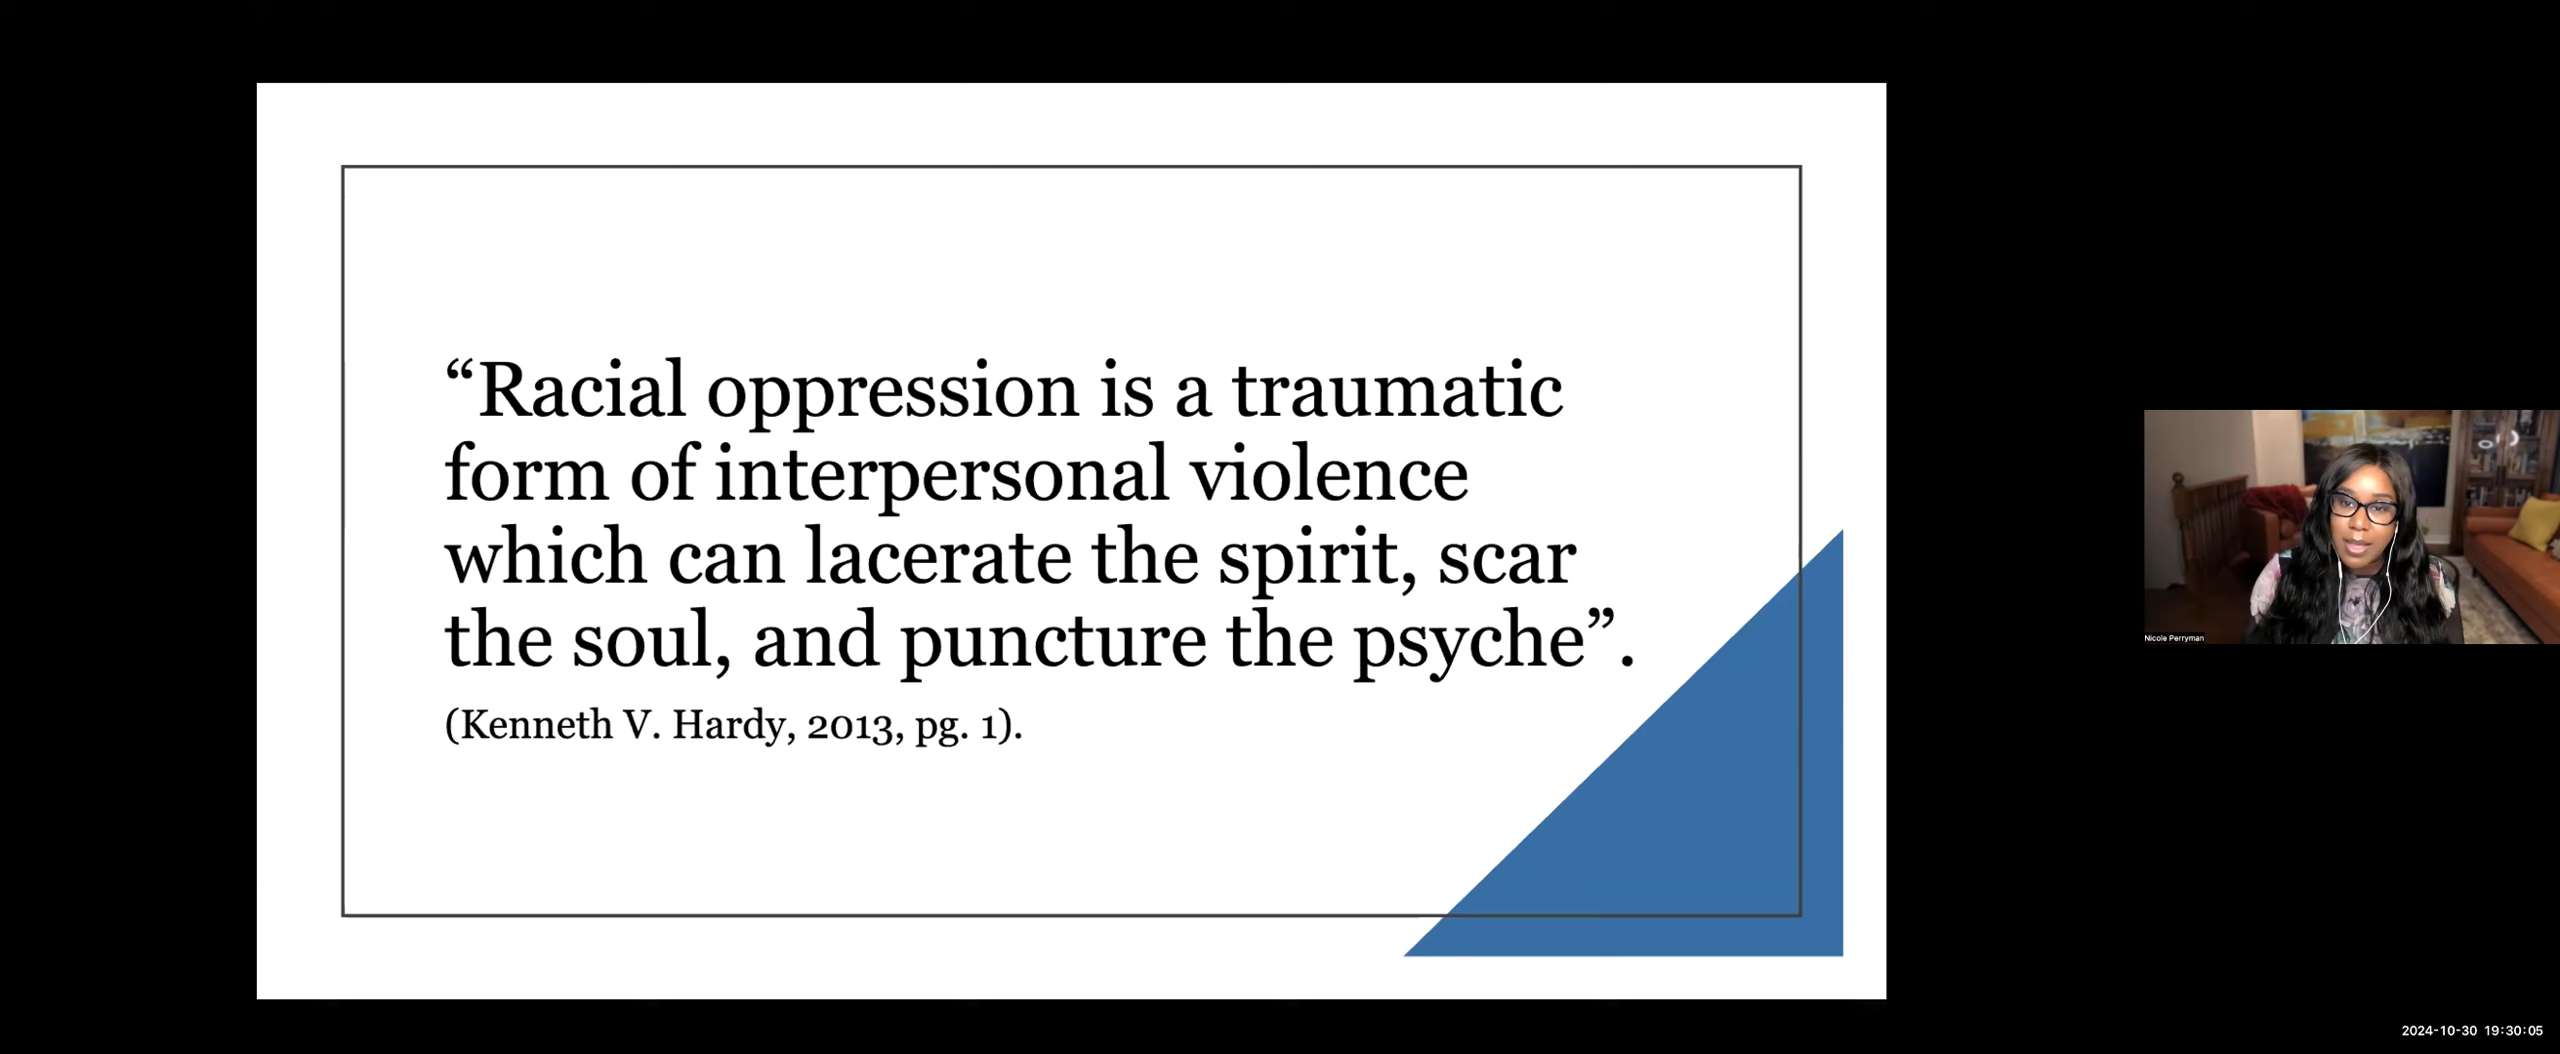 “Racial oppression is a traumatic
form of interpersonal violence
which can lacerate the spirit, scar
the soul, and puncture the psyche”.
(Kenneth V. Hardy, 2013, pg. 1).
Nicole Perryman
2024-10-30 19:30:05